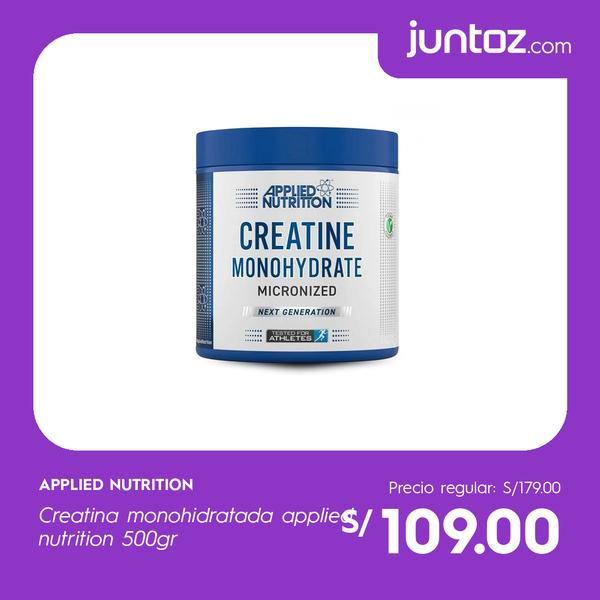 juntoz.com
APPLIED
NUTRITION
CREATINE
MONOHYDRATE
MICRONIZED
NEXT GENERATION
TESTED FOR
ATHLETES
APPLIED NUTRITION
Precio regular: S/179.00
Creatina monohidratada applied
nutrition 500gr
S/ 109.00